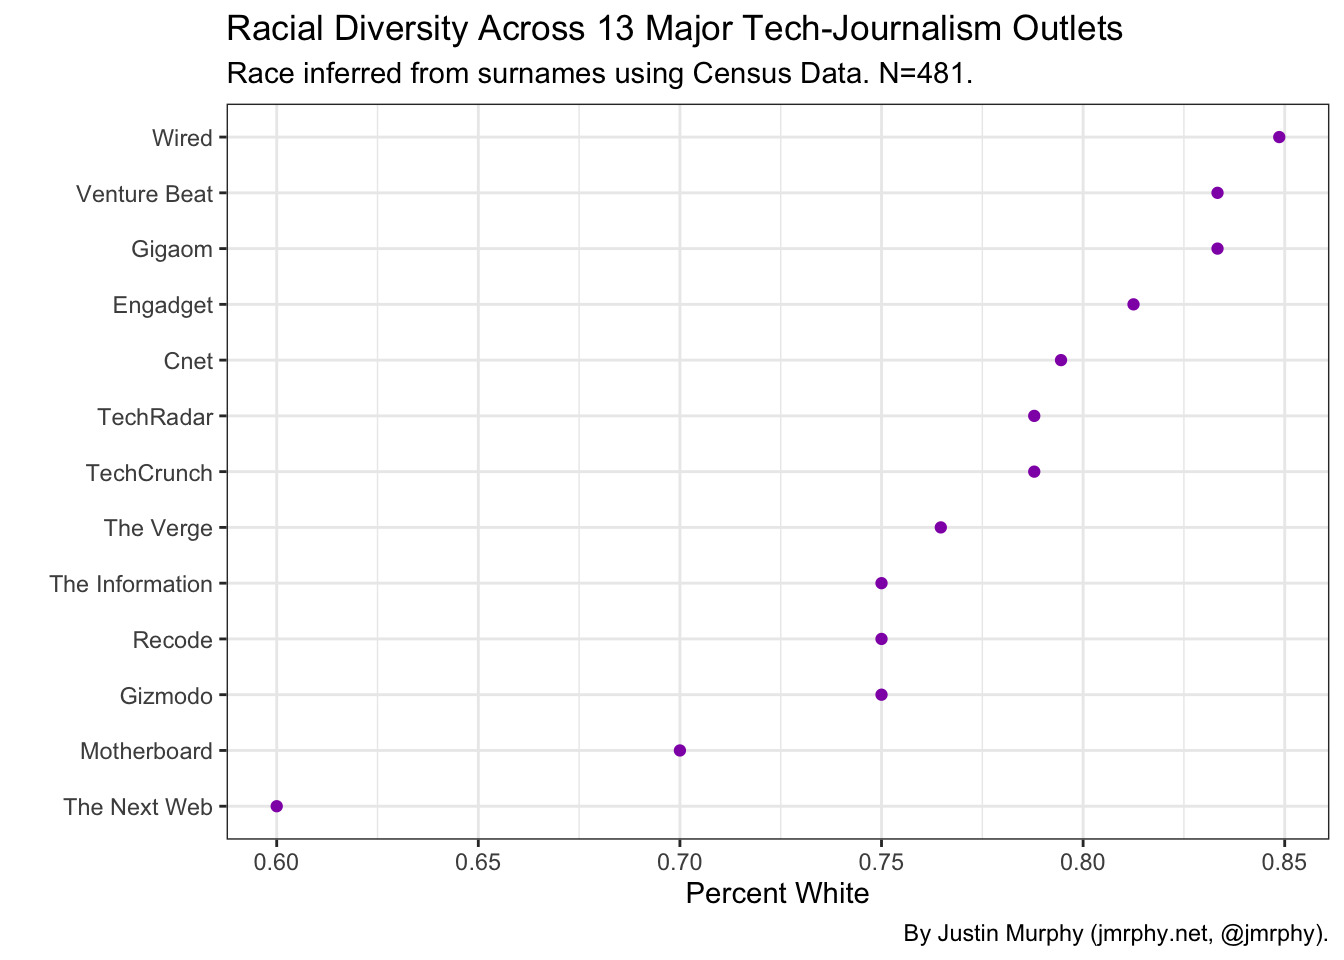 Racial Diversity Across 13 Major Tech-Journalism Outlets
Race inferred from surnames using Census Data. N=481.
Wired
Venture Beat
Gigaom
Engadget
Cnet
TechRadar
TechCrunch
The Verge
The Information
Recode
Gizmodo
Motherboard
The Next Web
0.60 0.65 0.70 0.75 0.80 0.85
Percent White
By Justin Murphy (jmrphy.net, @jmrphy).